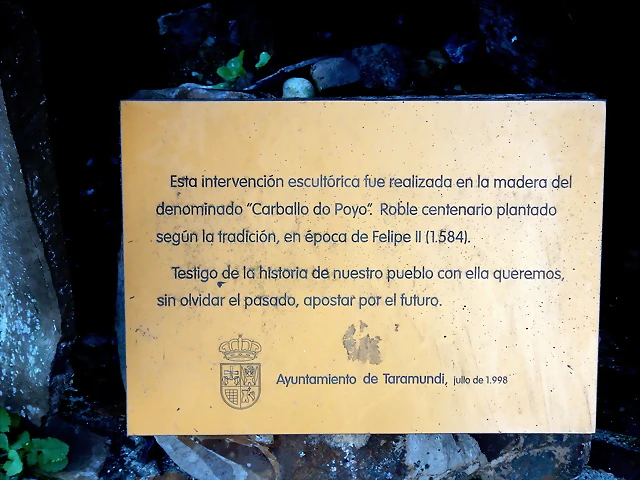 Esta intervención escultórica fue realizada en la madera del
denominado "Carballo do Poyo". Roble centenario plantado
según la tradición, en época de Felipe II (1.584).
Testigo de la historia de nuestro pueblo con ella queremos,
sin olvidar el pasado, apostar por el futuro.
Ayuntamiento de Taramundi, julio de 1.998